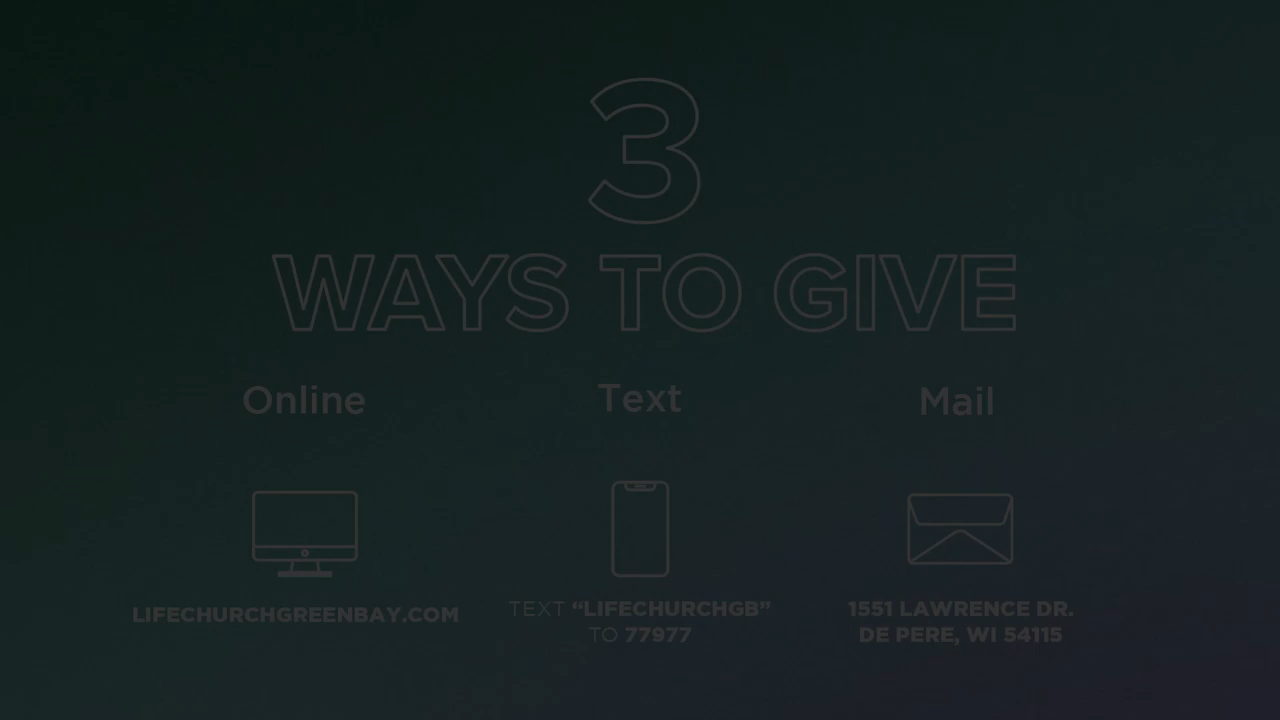 3
WAYS TO GIVE
Online
Text
Mail
LIFECHURCHGREENBAY.COM
TEXT “LIFECHURCHGB”
TO 77977
1551 LAWRENCE DR.
DE PERE, WI 54115